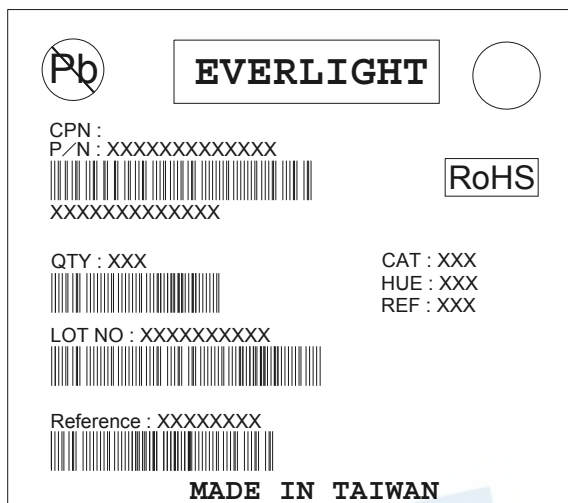 Pb
EVERLIGHT
CPN :
P/N : XXXXXXXXXXXXX
RoHS
XXXXXXXXXXXXX
QTY : XXX
CAT : XXX
HUE : XXX
REF : XXX
LOT NO : XXXXXXXXXX
Reference : XXXXXXXX
MADE IN TAIWAN